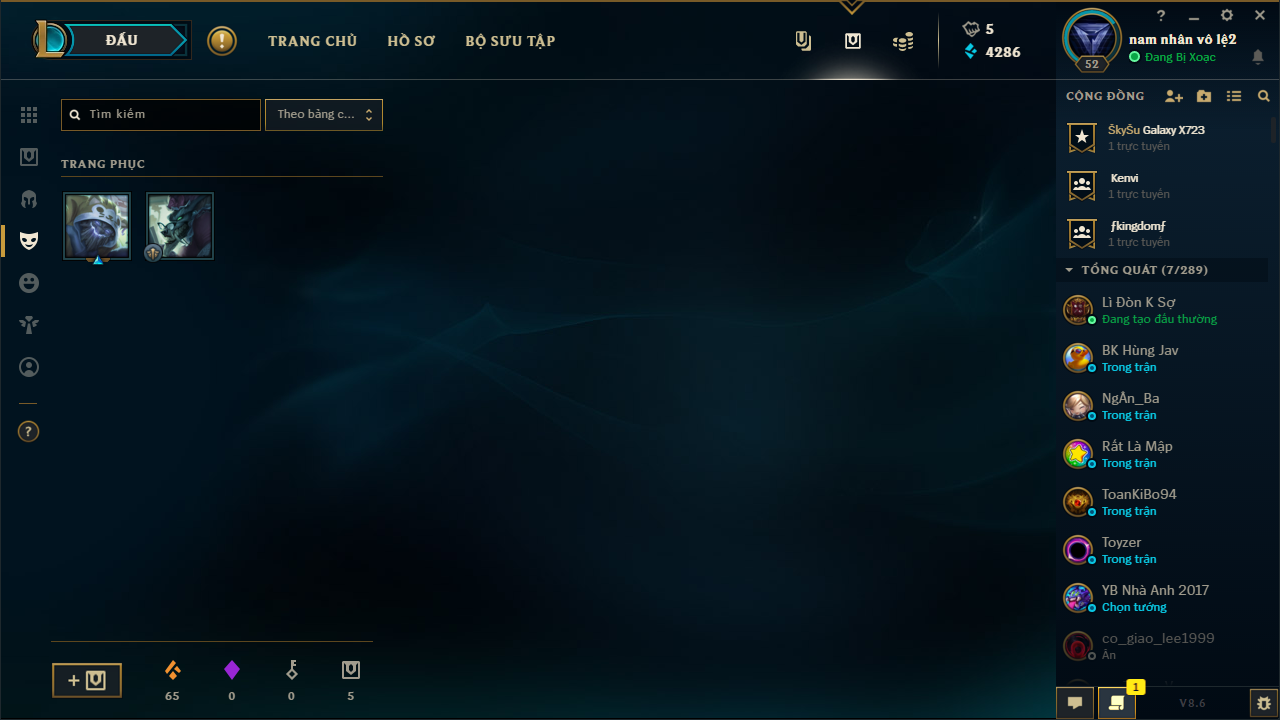 ĐẤU
TRANG CHỦ
HỒ SƠ
BỘ SƯU TẬP
5
4286
52
nam nhân vô lệ2
Đang Bị Xoạc
Tìm kiếm
Theo bảng c...
TRANG PHỤC
65
0
0
5
CỘNG ĐỒNG
ŠkyŠu Galaxy X723
1 trực tuyến
Kenvi
1 trực tuyến
ƒkingdomƒ
1 trực tuyến
TỔNG QUÁT (7/289)
Lì Đòn K Sợ
Đang tạo đấu thường
BK Hùng Jav
Trong trận
NgÂn_Ba
Trong trận
Rất Là Mập
Trong trận
ToanKiBo94
Trong trận
Toyzer
Trong trận
YB Nhà Anh 2017
Chọn tướng
co_giao_lee1999
Ẩn
1
V8.6